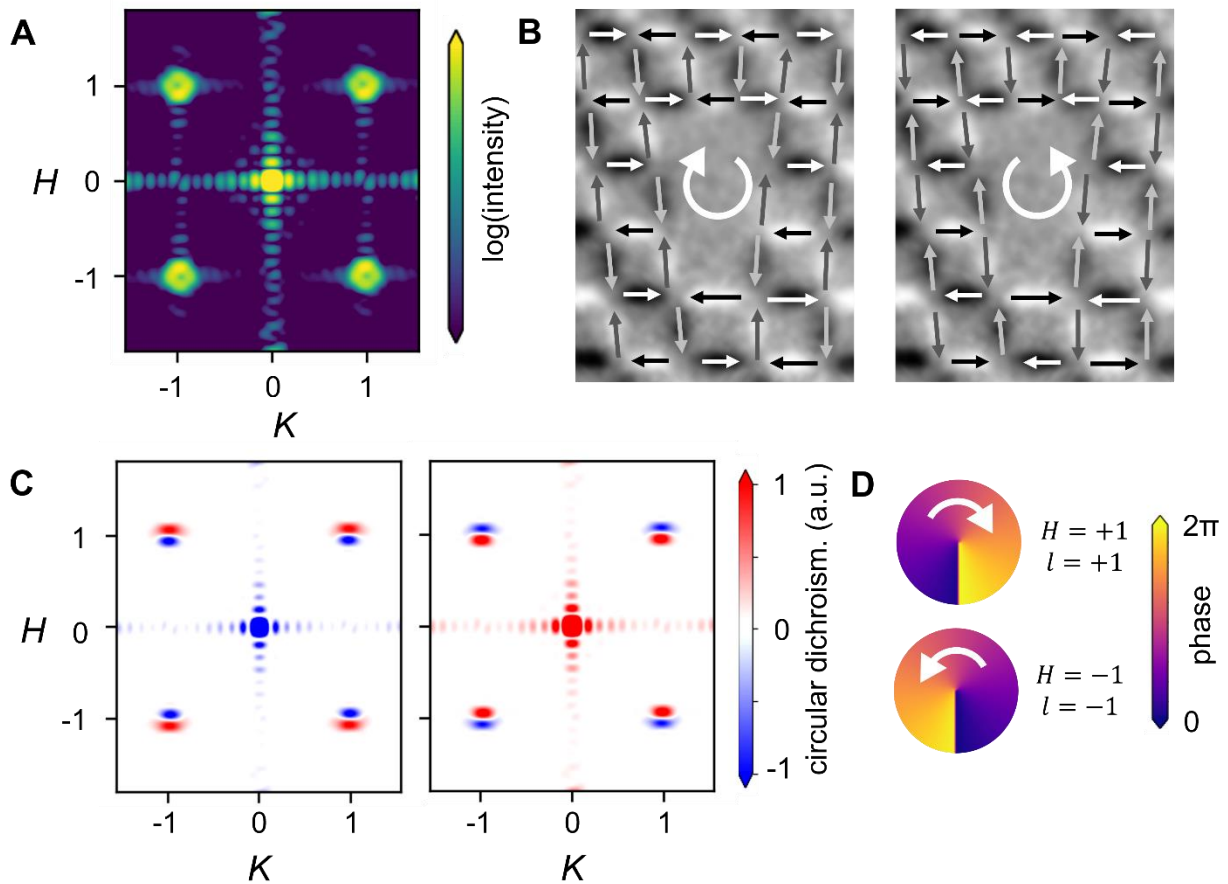 A
H
1
0
-1
-1
0
1
K
log(intensity)
B
C
H
1
0
-1
-1
0
1
K
-1
0
1
K
1
0
-1
circular dichroism. (a.u.)
D
H = +1
l = +1
H = −1
l = −1
2π
0
phase